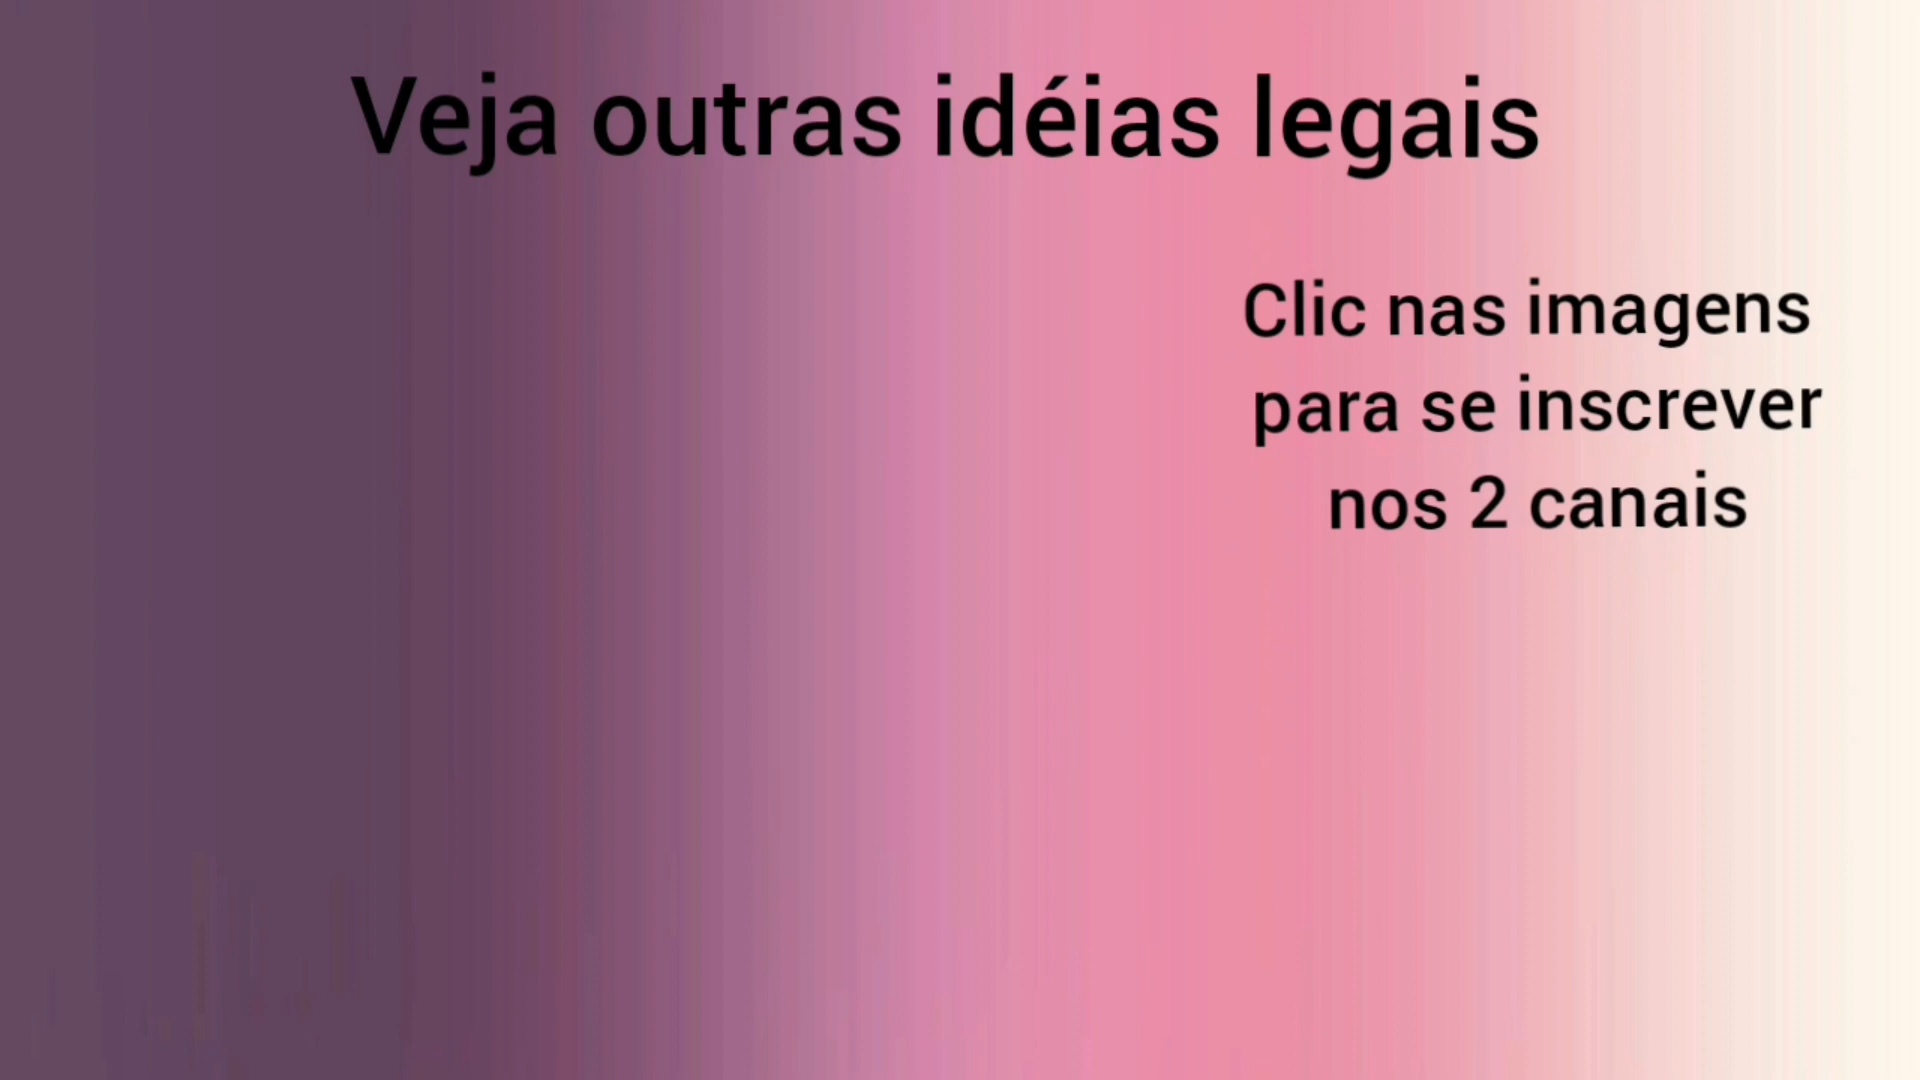 Veja outras idéias legais
Clic nas imagens
para se inscrever
nos 2 canais